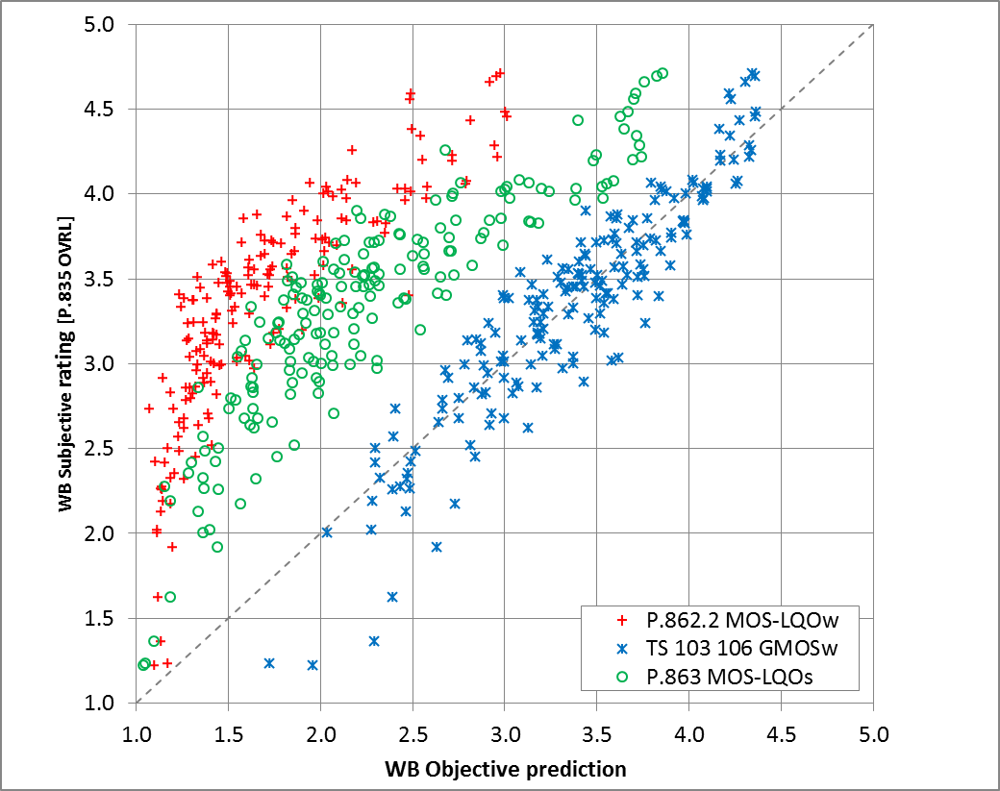 5.0
4.5
4.0
3.5
3.0
2.5
2.0
1.5
1.0
WB Subjective rating [P.835 OVRL]
P.862.2 MOS-LQOw
TS 103 106 GMOSw
P.863 MOS-LQOs
1.0 1.5 2.0 2.5 3.0 3.5 4.0 4.5 5.0
WB Objective prediction